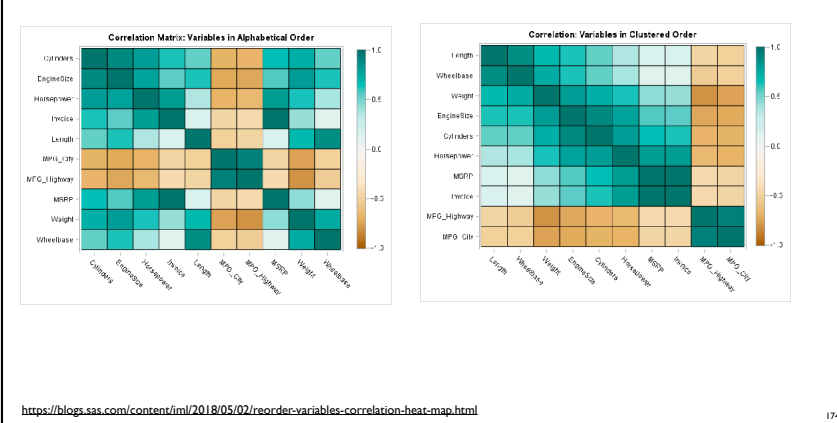 Correlation Matrix: Variables in Alphabetical Order
Cylinders
EngineSize
Horsepower
Invoice
Length
MPG_City
MPG_Highway
MSRP
Weight
Wheelbase
Cylinders
EngineSize
Horsepower
Invoice
Length
MPG_City
MPG_Highway
MSRP
Weight
Wheelbase
1.0
0.5
0.0
-0.5
-1.0
Correlation: Variables in Clustered Order
Length
Wheelbase
Weight
EngineSize
Cylinders
Horsepower
MSRP
Invoice
MPG_Highway
MPG_City
Length
Wheelbase
Weight
EngineSize
Cylinders
Horsepower
MSRP
Invoice
MPG_Highway
MPG_City
1.0
0.5
0.0
-0.5
-1.0
https://blogs.sas.com/content/iml/2018/05/02/reorder-variables-correlation-heat-map.html
174